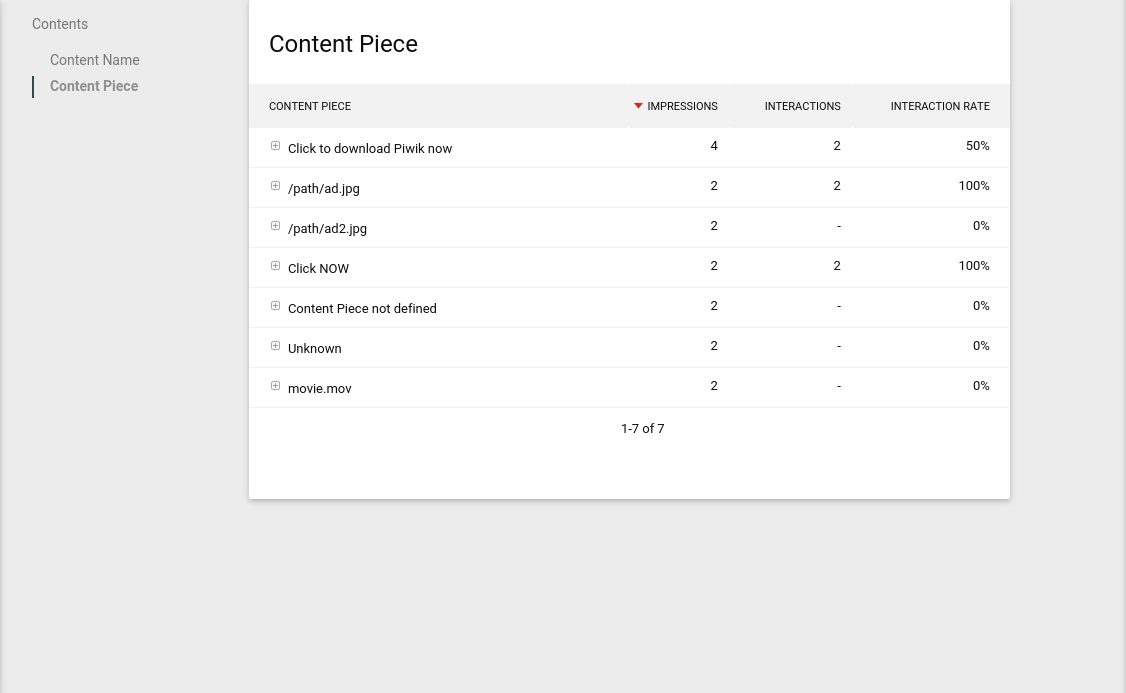 Contents
Content Name
Content Piece
Content Piece
CONTENT PIECE IMPRESSIONS INTERACTIONS INTERACTION RATE
Click to download Piwik now 4 2 50%
/path/ad.jpg 2 2 100%
/path/ad2.jpg 2 - 0%
Click NOW 2 2 100%
Content Piece not defined 2 - 0%
Unknown 2 - 0%
movie.mov 2 - 0%
1-7 of 7